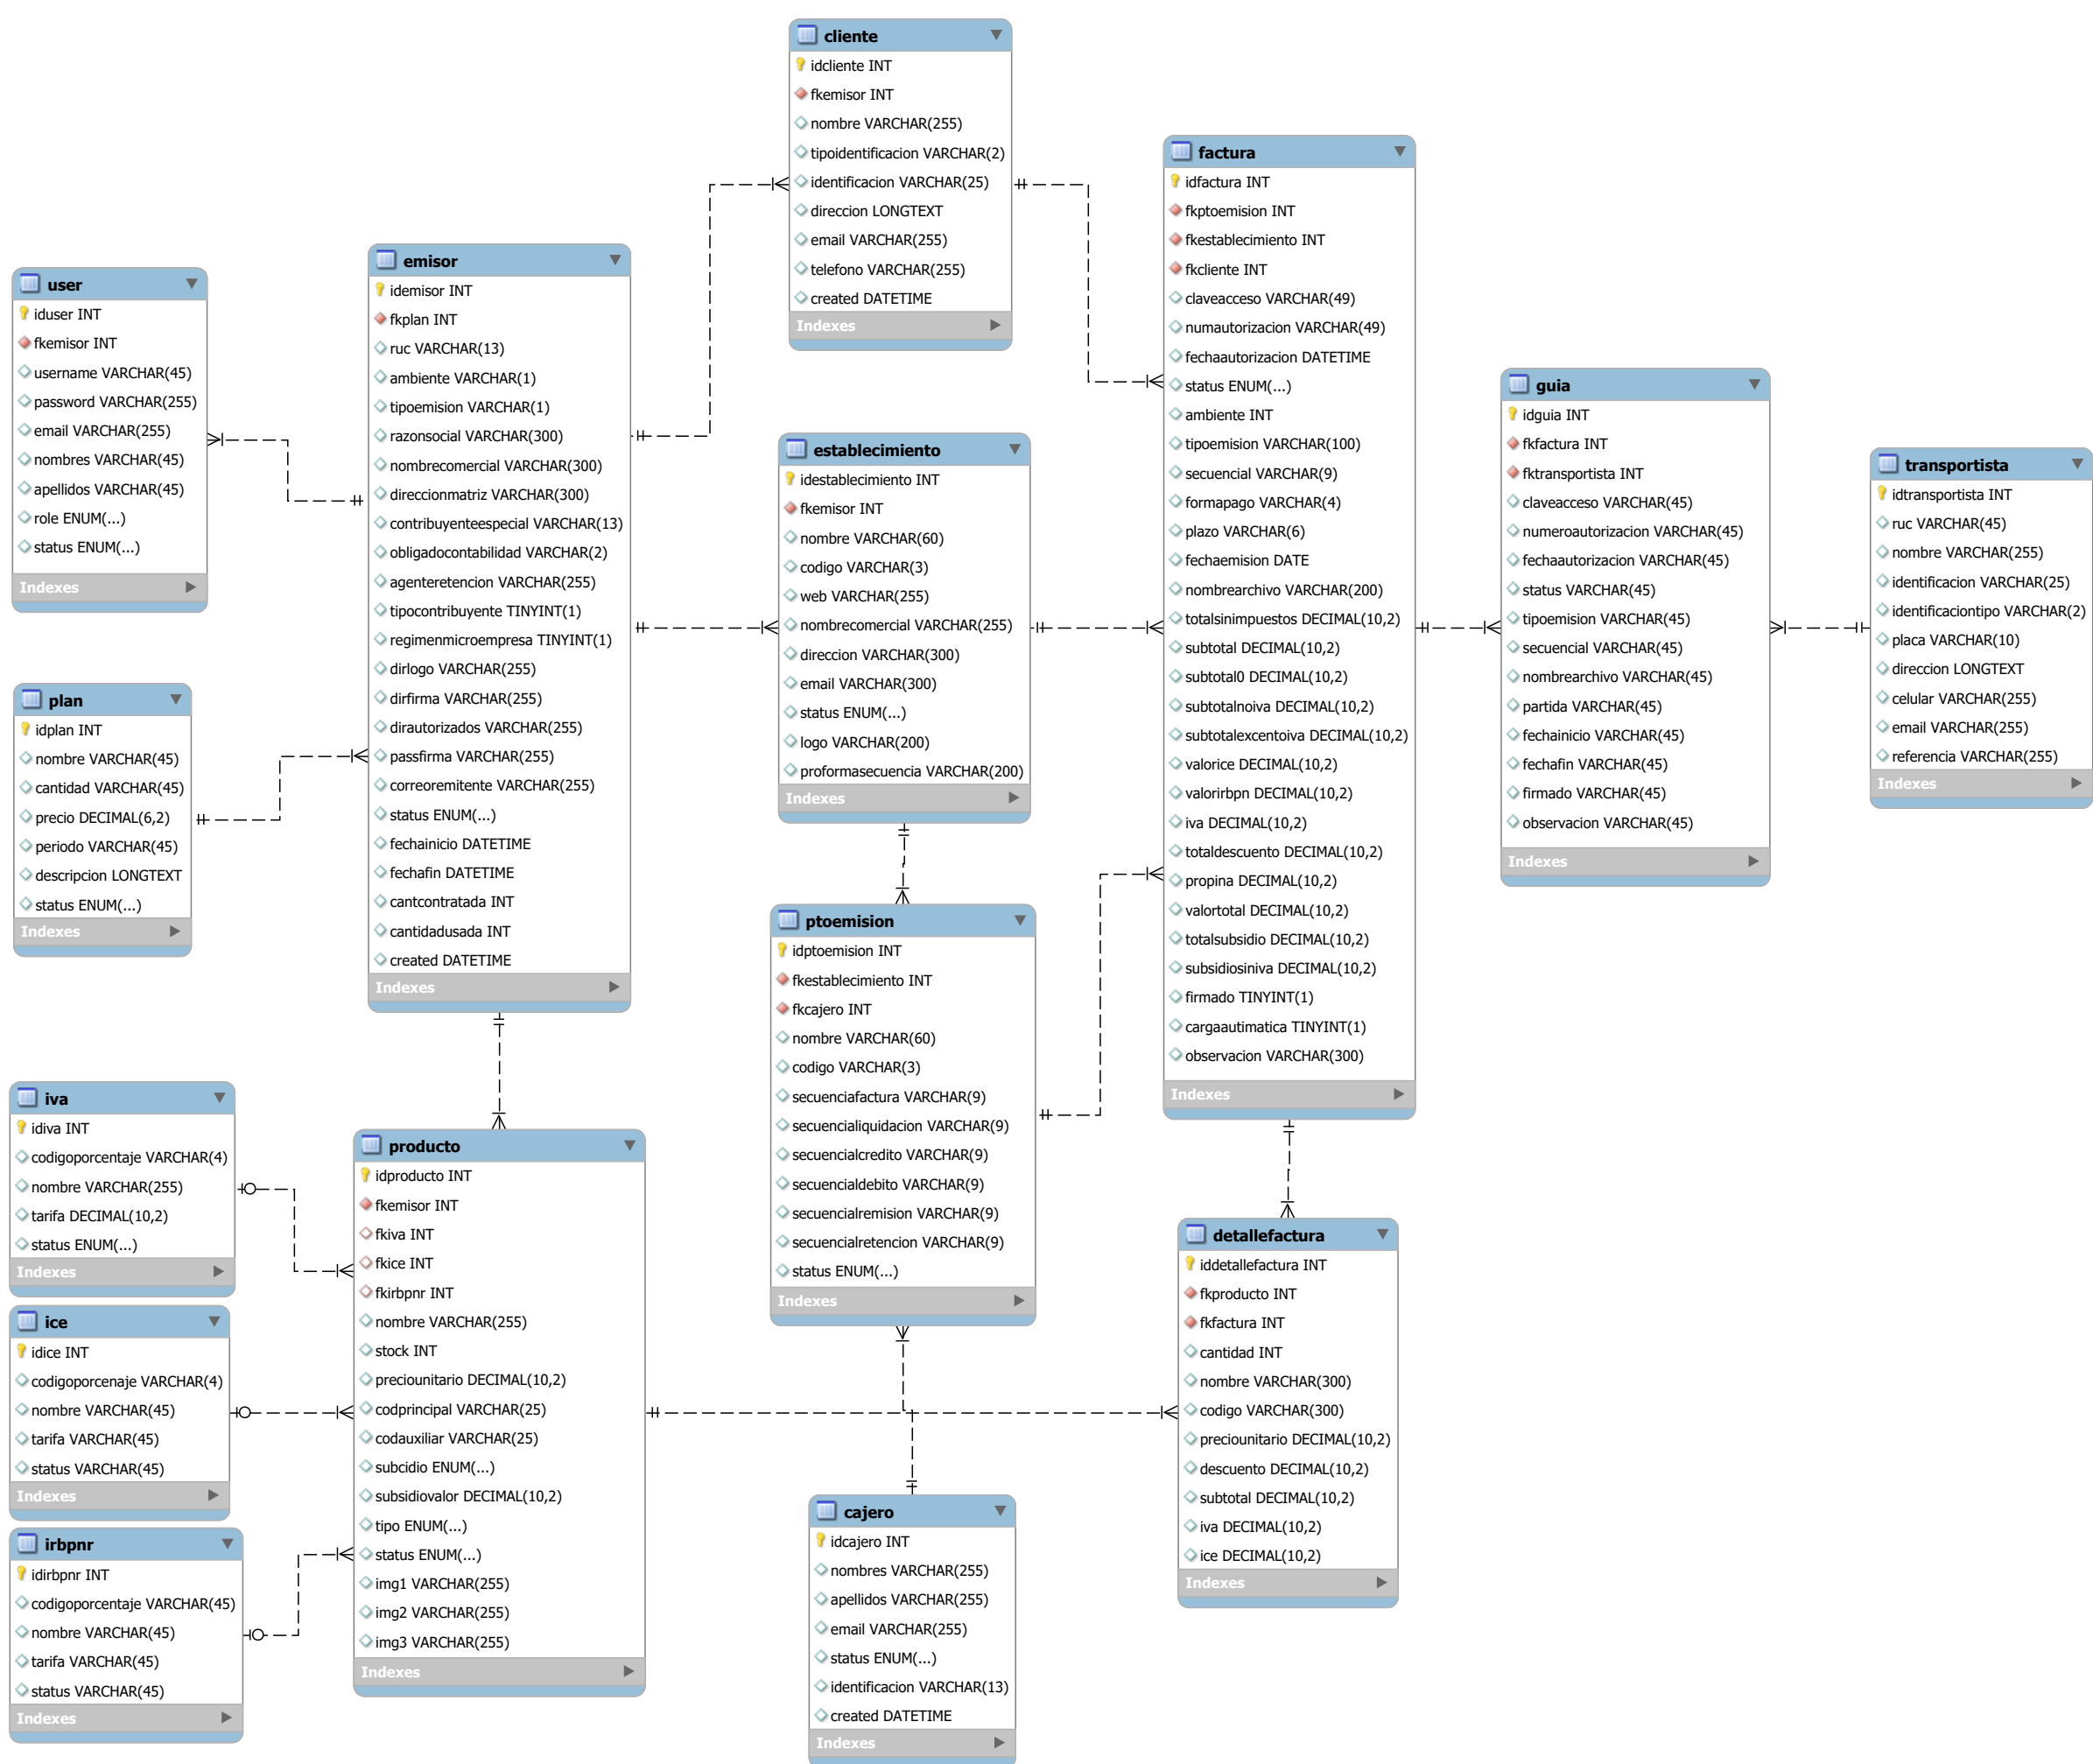 cliente
idcliente INT
fkemisor INT
nombre VARCHAR(255)
tipoidentificacion VARCHAR(2)
identificacion VARCHAR(25)
direccion LONGTEXT
email VARCHAR(255)
telefono VARCHAR(255)
created DATETIME
Indexes
factura
idfactura INT
fkptoemision INT
fkestablecimiento INT
fkcliente INT
claveacceso VARCHAR(49)
numautorizacion VARCHAR(49)
fechaautorizacion DATETIME
status ENUM(...)
ambiente INT
tipoemision VARCHAR(100)
secuencial VARCHAR(9)
formapago VARCHAR(4)
plazo VARCHAR(6)
fechaemision DATE
nombrearchivo VARCHAR(200)
totalsinimpuestos DECIMAL(10,2)
subtotal DECIMAL(10,2)
subtotal0 DECIMAL(10,2)
subtotalnoiva DECIMAL(10,2)
subtotalexcentoiva DECIMAL(10,2)
valorice DECIMAL(10,2)
valorirbpn DECIMAL(10,2)
iva DECIMAL(10,2)
totaldescuento DECIMAL(10,2)
propina DECIMAL(10,2)
valortotal DECIMAL(10,2)
totalsubsidio DECIMAL(10,2)
subsidiosiniva DECIMAL(10,2)
firmado TINYINT(1)
cargaautimatica TINYINT(1)
observacion VARCHAR(300)
Indexes
emisor
idemisor INT
fkplan INT
ruc VARCHAR(13)
ambiente VARCHAR(1)
tipoemision VARCHAR(1)
razonsocial VARCHAR(300)
nombrecomercial VARCHAR(300)
direccionmatriz VARCHAR(300)
contribuyenteespecial VARCHAR(13)
obligadocontabilidad VARCHAR(2)
agenteretencion VARCHAR(255)
tipocontribuyente TINYINT(1)
regimenmicroempresa TINYINT(1)
dirlogo VARCHAR(255)
dirfirma VARCHAR(255)
dirautorizados VARCHAR(255)
passfirma VARCHAR(255)
correoremitente VARCHAR(255)
status ENUM(...)
fechainicio DATETIME
fechafin DATETIME
cantcontratada INT
cantidadusada INT
created DATETIME
Indexes
user
iduser INT
fkemisor INT
username VARCHAR(45)
password VARCHAR(255)
email VARCHAR(255)
nombres VARCHAR(45)
apellidos VARCHAR(45)
role ENUM(...)
status ENUM(...)
Indexes
guia
idguia INT
fkfactura INT
fktransportista INT
claveacceso VARCHAR(45)
numeroautorizacion VARCHAR(45)
fechaautorizacion VARCHAR(45)
status VARCHAR(45)
tipoemision VARCHAR(45)
secuencial VARCHAR(45)
nombrearchivo VARCHAR(45)
partida VARCHAR(45)
fechainicio VARCHAR(45)
fechafin VARCHAR(45)
firmado VARCHAR(45)
observacion VARCHAR(45)
Indexes
establecimiento
idestablecimiento INT
fkemisor INT
nombre VARCHAR(60)
codigo VARCHAR(3)
web VARCHAR(255)
nombrecomercial VARCHAR(255)
direccion VARCHAR(300)
email VARCHAR(300)
status ENUM(...)
logo VARCHAR(200)
proformasecuencia VARCHAR(200)
Indexes
transportista
idtransportista INT
ruc VARCHAR(45)
nombre VARCHAR(255)
identificacion VARCHAR(25)
identificaciontipo VARCHAR(2)
placa VARCHAR(10)
direccion LONGTEXT
celular VARCHAR(255)
email VARCHAR(255)
referencia VARCHAR(255)
Indexes
plan
idplan INT
nombre VARCHAR(45)
cantidad VARCHAR(45)
precio DECIMAL(6,2)
periodo VARCHAR(45)
descripcion LONGTEXT
status ENUM(...)
Indexes
ptoemision
idptoemision INT
fkestablecimiento INT
fkcajero INT
nombre VARCHAR(60)
codigo VARCHAR(3)
secuenciafactura VARCHAR(9)
secuencialiquidacion VARCHAR(9)
secuencialcredito VARCHAR(9)
secuencialdebito VARCHAR(9)
secuencialremision VARCHAR(9)
secuencialretencion VARCHAR(9)
status ENUM(...)
Indexes
iva
idiva INT
codigoporcentaje VARCHAR(4)
nombre VARCHAR(255)
tarifa DECIMAL(10,2)
status ENUM(...)
Indexes
producto
idproducto INT
fkemisor INT
fkiva INT
fkice INT
fkirbpnr INT
nombre VARCHAR(255)
stock INT
preciounitario DECIMAL(10,2)
codprincipal VARCHAR(25)
codauxiliar VARCHAR(25)
subcidio ENUM(...)
subsidiovalor DECIMAL(10,2)
tipo ENUM(...)
status ENUM(...)
img1 VARCHAR(255)
img2 VARCHAR(255)
img3 VARCHAR(255)
Indexes
detallefactura
iddetallefactura INT
fkproducto INT
fkfactura INT
cantidad INT
nombre VARCHAR(300)
codigo VARCHAR(300)
preciounitario DECIMAL(10,2)
descuento DECIMAL(10,2)
subtotal DECIMAL(10,2)
iva DECIMAL(10,2)
ice DECIMAL(10,2)
Indexes
ice
idice INT
codigoporcenaje VARCHAR(4)
nombre VARCHAR(45)
tarifa VARCHAR(45)
status VARCHAR(45)
Indexes
cajero
idcajero INT
nombres VARCHAR(255)
apellidos VARCHAR(255)
email VARCHAR(255)
status ENUM(...)
identificacion VARCHAR(13)
created DATETIME
Indexes
irbpnr
idirbpnr INT
codigoporcentaje VARCHAR(45)
nombre VARCHAR(45)
tarifa VARCHAR(45)
status VARCHAR(45)
Indexes